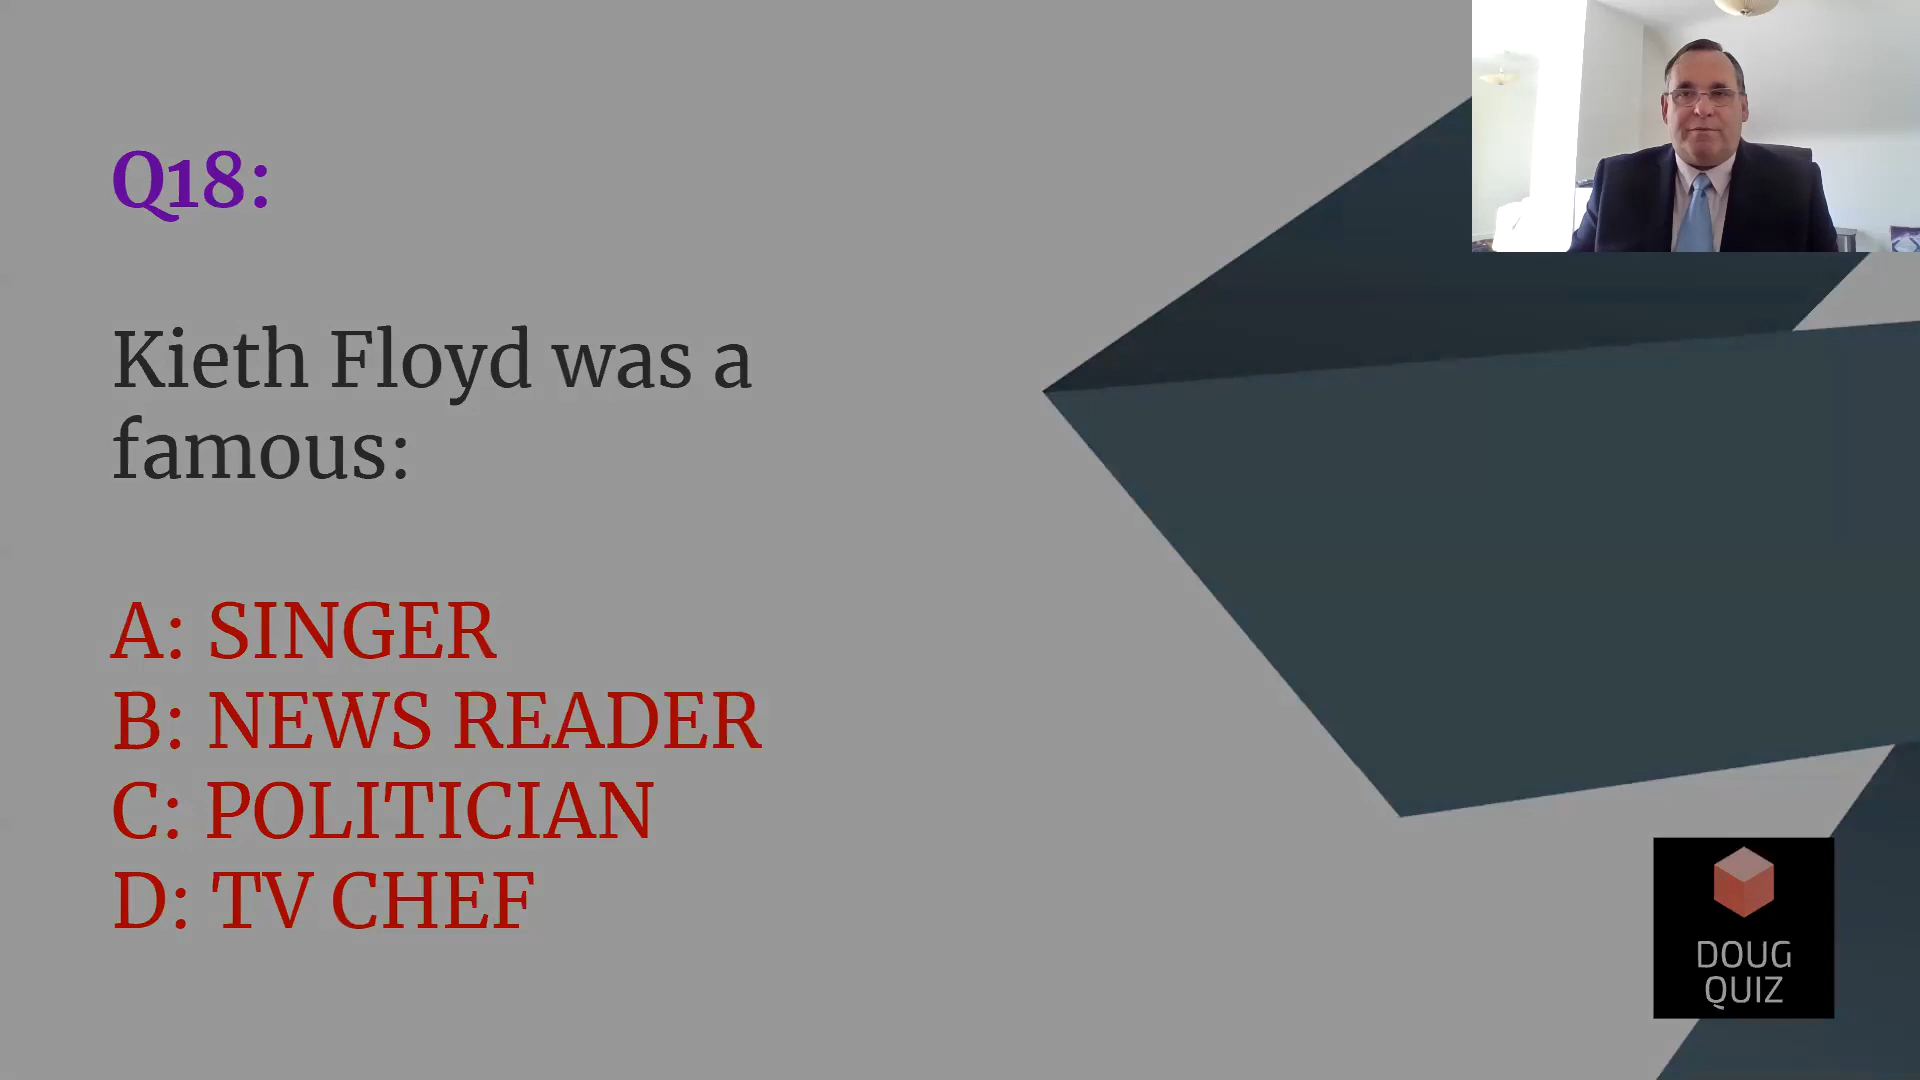 Q18:
Kieth Floyd was a
famous:
A: SINGER
B: NEWS READER
C: POLITICIAN
D: TV CHEF
DOUG
QUIZ